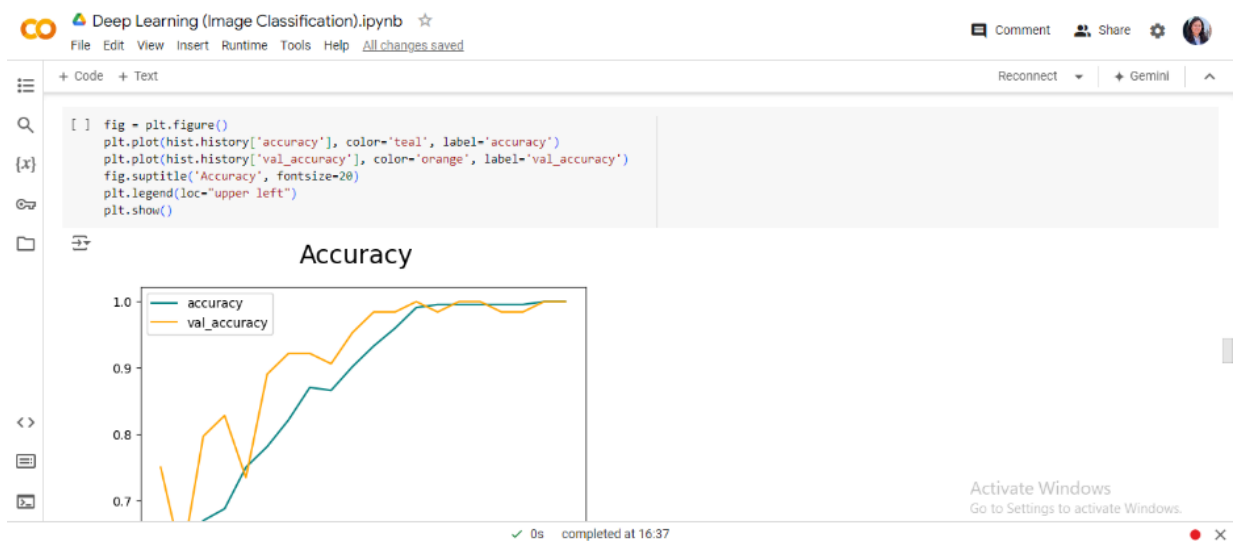 Deep Learning (Image Classification).ipynb
File Edit View Insert Runtime Tools Help All changes saved
Comment Share
+ Code + Text
Reconnect Gemini
[ ] fig = plt.figure()
plt.plot(hist.history['accuracy'], color='teal', label='accuracy')
plt.plot(hist.history['val_accuracy'], color='orange', label='val_accuracy')
fig.suptitle('Accuracy', fontsize=20)
plt.legend(loc="upper left")
plt.show()
{x}
Accuracy
accuracy
val_accuracy
1.0
0.9
0.8
0.7
Activate Windows
Go to Settings to activate Windows.
0s completed at 16:37